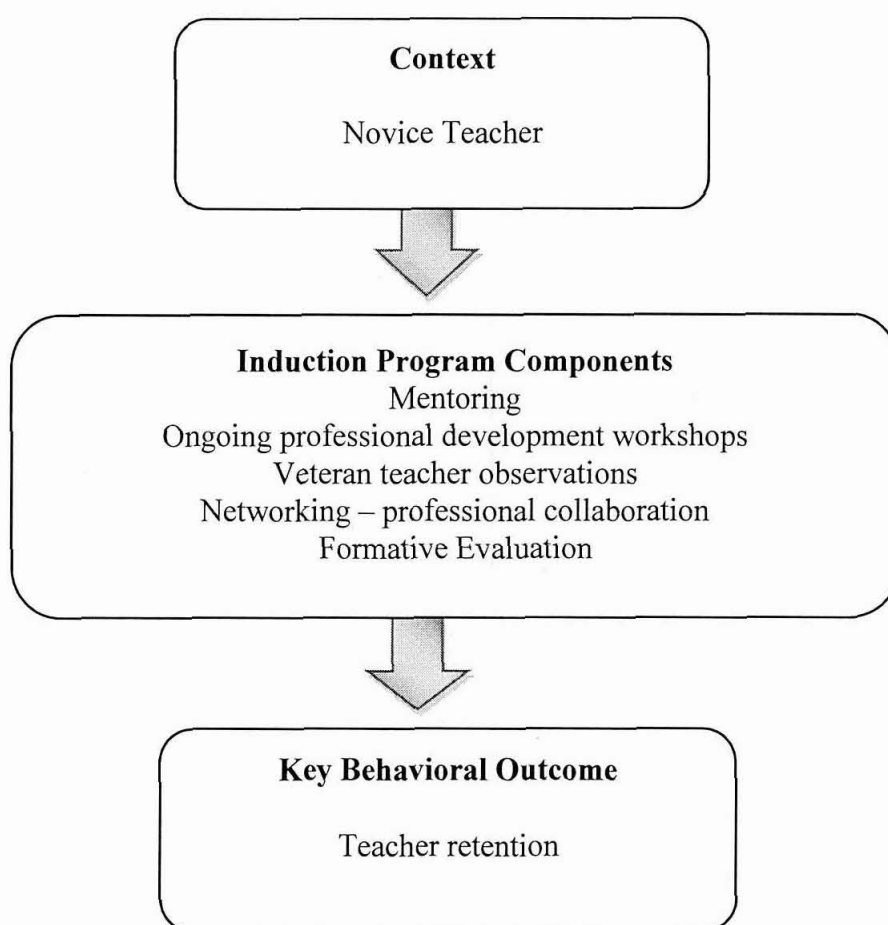 Context
Novice Teacher
Induction Program Components
Mentoring
Ongoing professional development workshops
Veteran teacher observations
Networking – professional collaboration
Formative Evaluation
Key Behavioral Outcome
Teacher retention